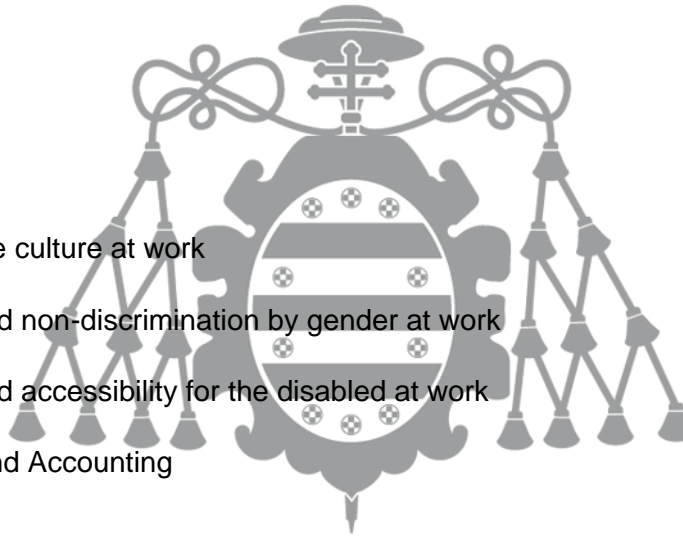 e culture at work
d non-discrimination by gender at work
d accessibility for the disabled at work
nd Accounting